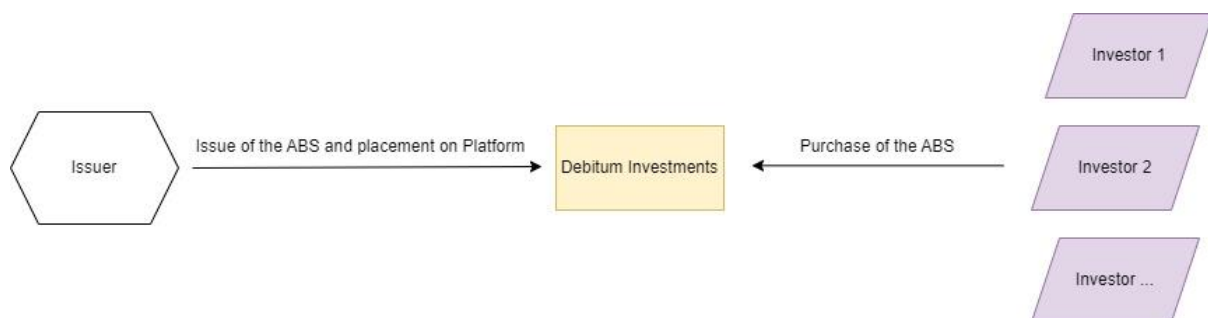 Investor 1
Issue of the ABS and placement on Platform
Purchase of the ABS
Issuer
Debitum Investments
Investor 2
Investor ...